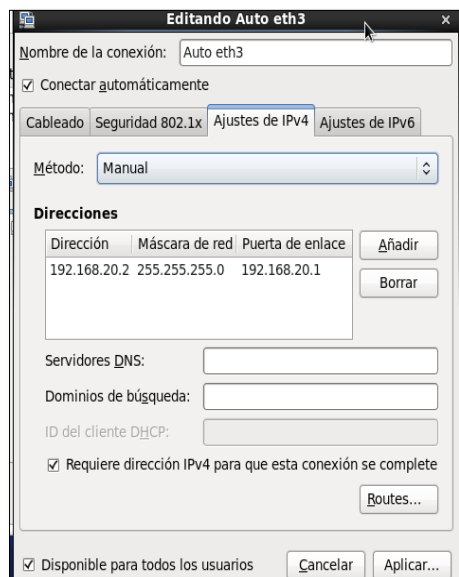 Editando Auto eth3
Nombre de la conexión: Auto eth3
Conectar automáticamente
Cableado Seguridad 802.1x Ajustes de IPv4 Ajustes de IPv6
Método: Manual
Direcciones
Dirección Máscara de red Puerta de enlace Añadir
192.168.20.2 255.255.255.0 192.168.20.1
Borrar
Servidores DNS:
Dominios de búsqueda:
ID del cliente DHCP:
Requiere dirección IPv4 para que esta conexión se complete
Routes...
Disponible para todos los usuarios Cancelar Aplicar...